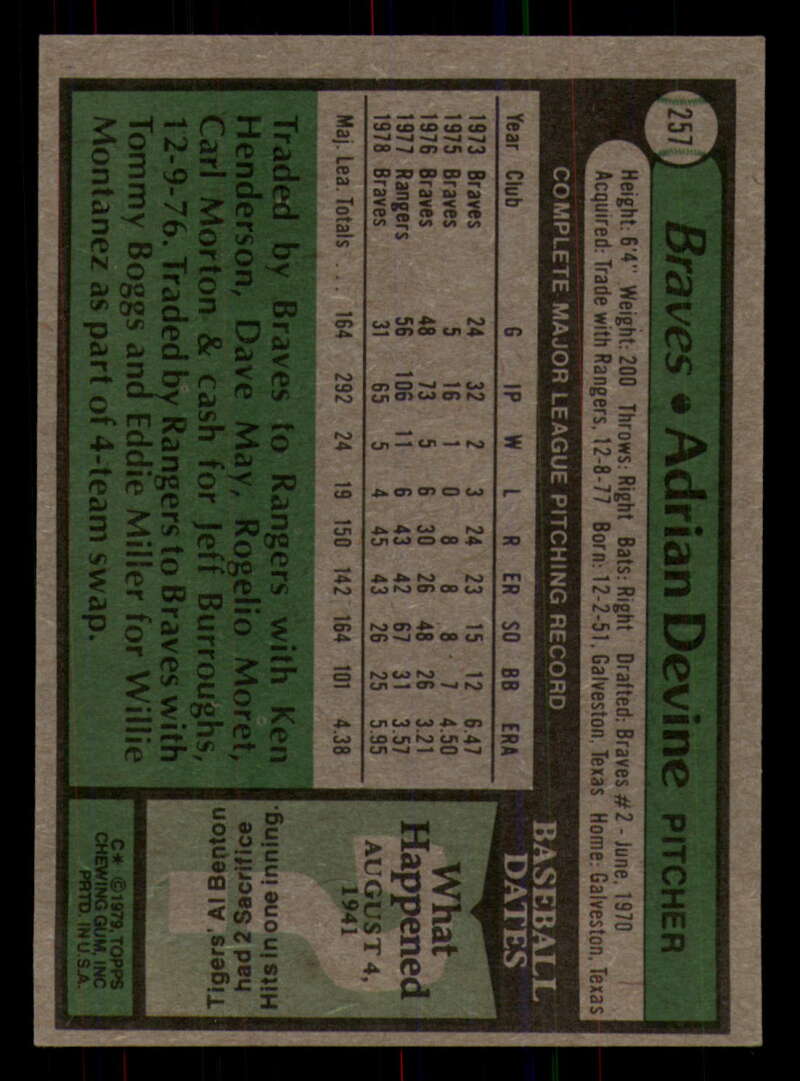 257
Braves • Adrian Devine PITCHER
Height: 6'4" Weight: 200 Throws: Right Bats: Right Drafted: Braves #2 - June, 1970
Acquired: Trade with Rangers, 12-8-77 Born: 12-2-51, Galveston, Texas Home: Galveston, Texas
COMPLETE MAJOR LEAGUE PITCHING RECORD
Year Club G IP W L R ER SO BB ERA
1973 Braves 24 32 2 3 24 23 15 12 6.47
1975 Braves 5 16 1 0 8 8 8 7 4.50
1976 Braves 48 73 5 6 30 26 48 26 3.21
1977 Rangers 56 106 11 6 43 42 67 31 3.57
1978 Braves 31 65 5 4 45 43 26 25 5.95
Maj. Lea. Totals ... 164 292 24 19 150 142 164 101 4.38
Traded by Braves to Rangers with Ken
Henderson, Dave May, Rogelio Moret,
Carl Morton & cash for Jeff Burroughs,
12-9-76. Traded by Rangers to Braves with
Tommy Boggs and Eddie Miller for Willie
Montanez as part of 4-team swap.
BASEBALL
DATES
What
Happened
AUGUST 4,
1941
Tigers' Al Benton
had 2 Sacrifice
Hits in one inning.
C* © 1979, TOPPS
CHEWING GUM, INC
PRTD. IN U.S.A.